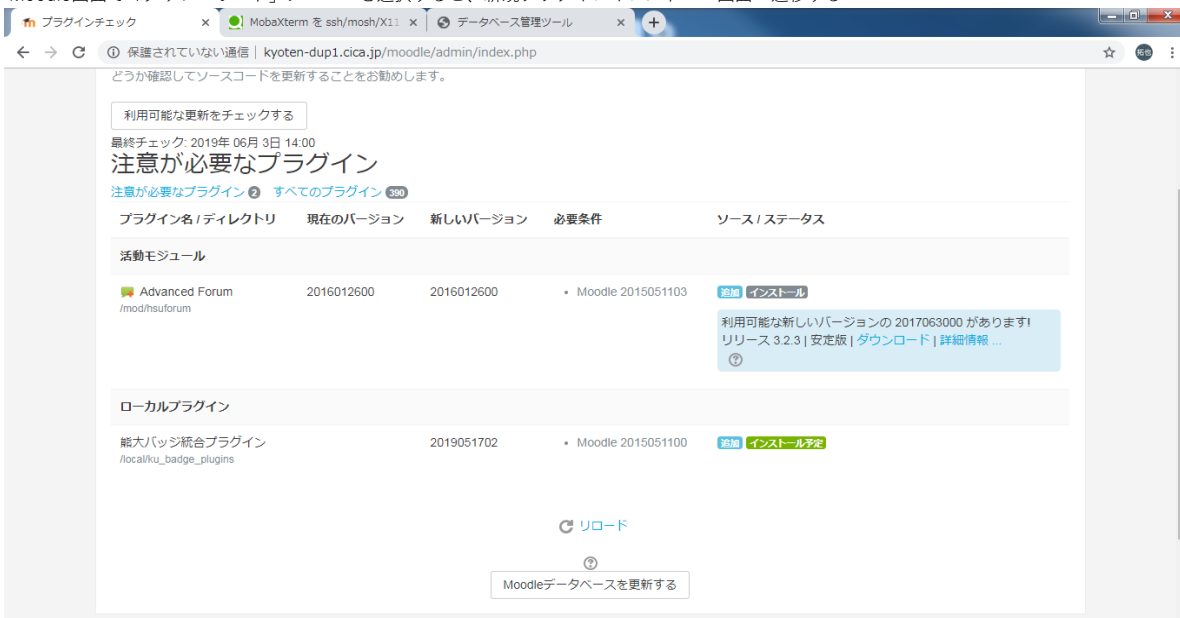 プラグインチェック
MobaXterm を ssh/mosh/X11
データベース管理ツール
保護されていない通信 | kyoten-dup1.cica.jp/moodle/admin/index.php
どうか確認してソースコードを更新することをお勧めします。
利用可能な更新をチェックする
最終チェック: 2019年 06月 3日 14:00
注意が必要なプラグイン
注意が必要なプラグイン 2 すべてのプラグイン 390
プラグイン名 / ディレクトリ 現在のバージョン 新しいバージョン 必要条件 ソース / ステータス
活動モジュール
Advanced Forum 2016012600 2016012600 • Moodle 2015051103 追加 インストール
/mod/hsuforum
利用可能な新しいバージョンの 2017063000 があります!
リリース 3.2.3 | 安定版 | ダウンロード | 詳細情報 ...
ローカルプラグイン
熊大バッジ統合プラグイン 2019051702 • Moodle 2015051100 追加 インストール予定
/local/ku_badge_plugins
リロード
Moodleデータベースを更新する